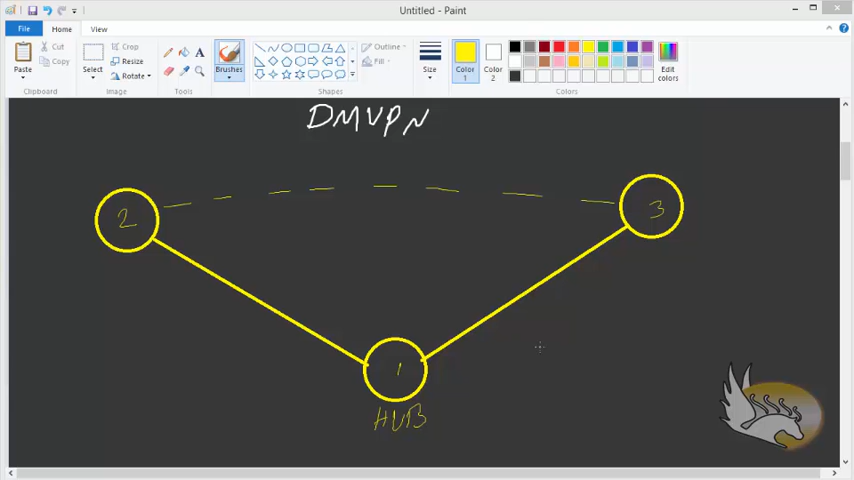 Untitled - Paint
File
Home
View
Paste
Cut
Copy
Clipboard
Select
Crop
Resize
Rotate
Image
A
Tools
Brushes
Outline
Fill
Shapes
Size
Color
1
Color
2
Edit
colors
Colors
DMVPN
2
3
1
HUB